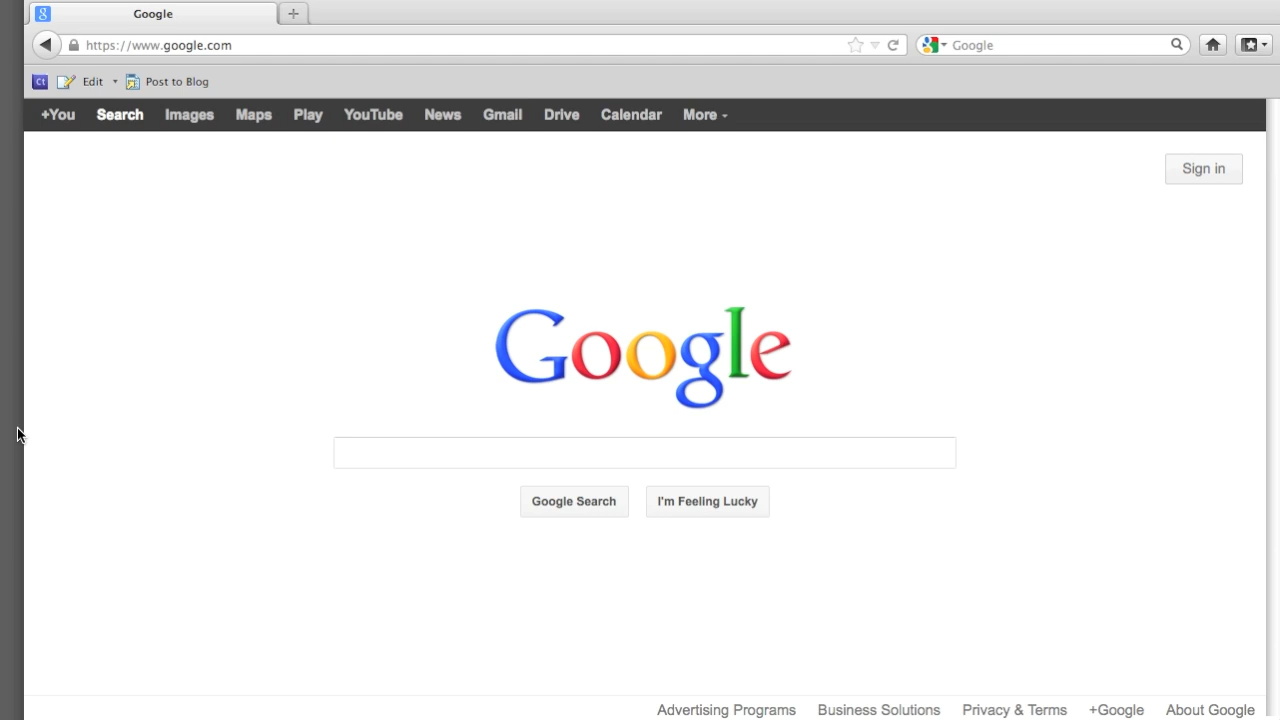 Google
https://www.google.com
Google
Ct Edit Post to Blog
+You Search Images Maps Play YouTube News Gmail Drive Calendar More
Sign in
Google
Google Search I'm Feeling Lucky
Advertising Programs Business Solutions Privacy & Terms +Google About Google